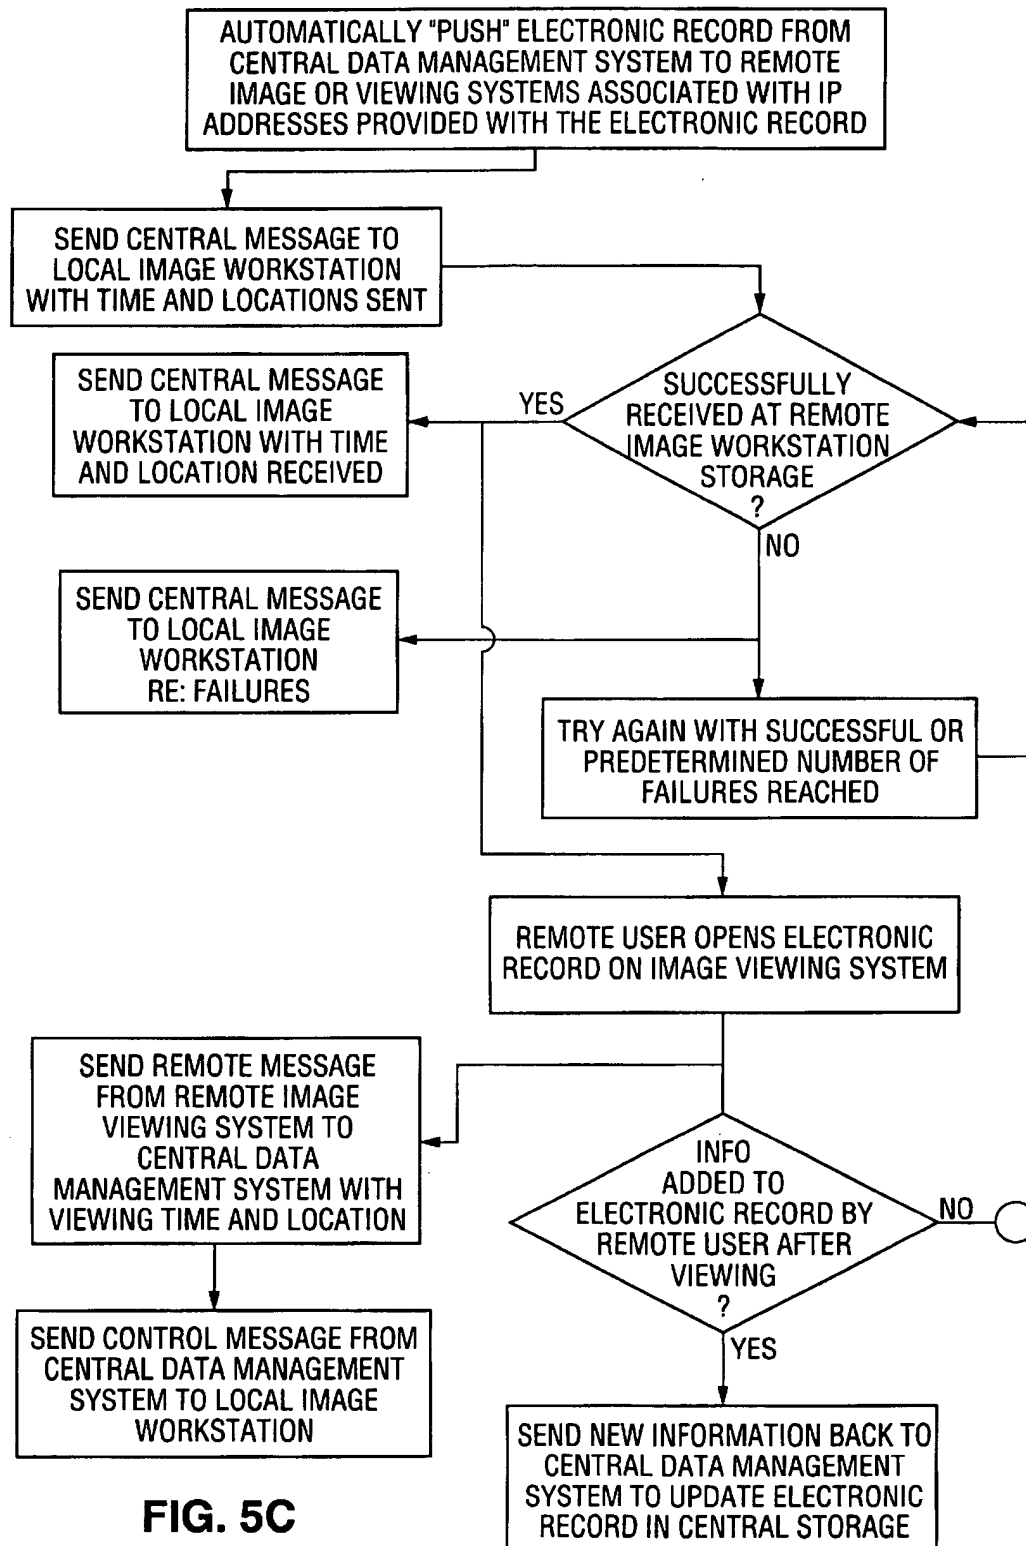 AUTOMATICALLY "PUSH" ELECTRONIC RECORD FROM
CENTRAL DATA MANAGEMENT SYSTEM TO REMOTE
IMAGE OR VIEWING SYSTEMS ASSOCIATED WITH IP
ADDRESSES PROVIDED WITH THE ELECTRONIC RECORD
SEND CENTRAL MESSAGE TO
LOCAL IMAGE WORKSTATION
WITH TIME AND LOCATIONS SENT
SUCCESSFULLY
RECEIVED AT REMOTE
IMAGE WORKSTATION
STORAGE
?
YES
SEND CENTRAL MESSAGE
TO LOCAL IMAGE
WORKSTATION WITH TIME
AND LOCATION RECEIVED
NO
SEND CENTRAL MESSAGE
TO LOCAL IMAGE
WORKSTATION
RE: FAILURES
TRY AGAIN WITH SUCCESSFUL OR
PREDETERMINED NUMBER OF
FAILURES REACHED
REMOTE USER OPENS ELECTRONIC
RECORD ON IMAGE VIEWING SYSTEM
SEND REMOTE MESSAGE
FROM REMOTE IMAGE
VIEWING SYSTEM TO
CENTRAL DATA
MANAGEMENT SYSTEM WITH
VIEWING TIME AND LOCATION
INFO
ADDED TO
ELECTRONIC RECORD BY
REMOTE USER AFTER
VIEWING
?
NO
YES
SEND CONTROL MESSAGE FROM
CENTRAL DATA MANAGEMENT
SYSTEM TO LOCAL IMAGE
WORKSTATION
SEND NEW INFORMATION BACK TO
CENTRAL DATA MANAGEMENT
SYSTEM TO UPDATE ELECTRONIC
RECORD IN CENTRAL STORAGE
FIG. 5C